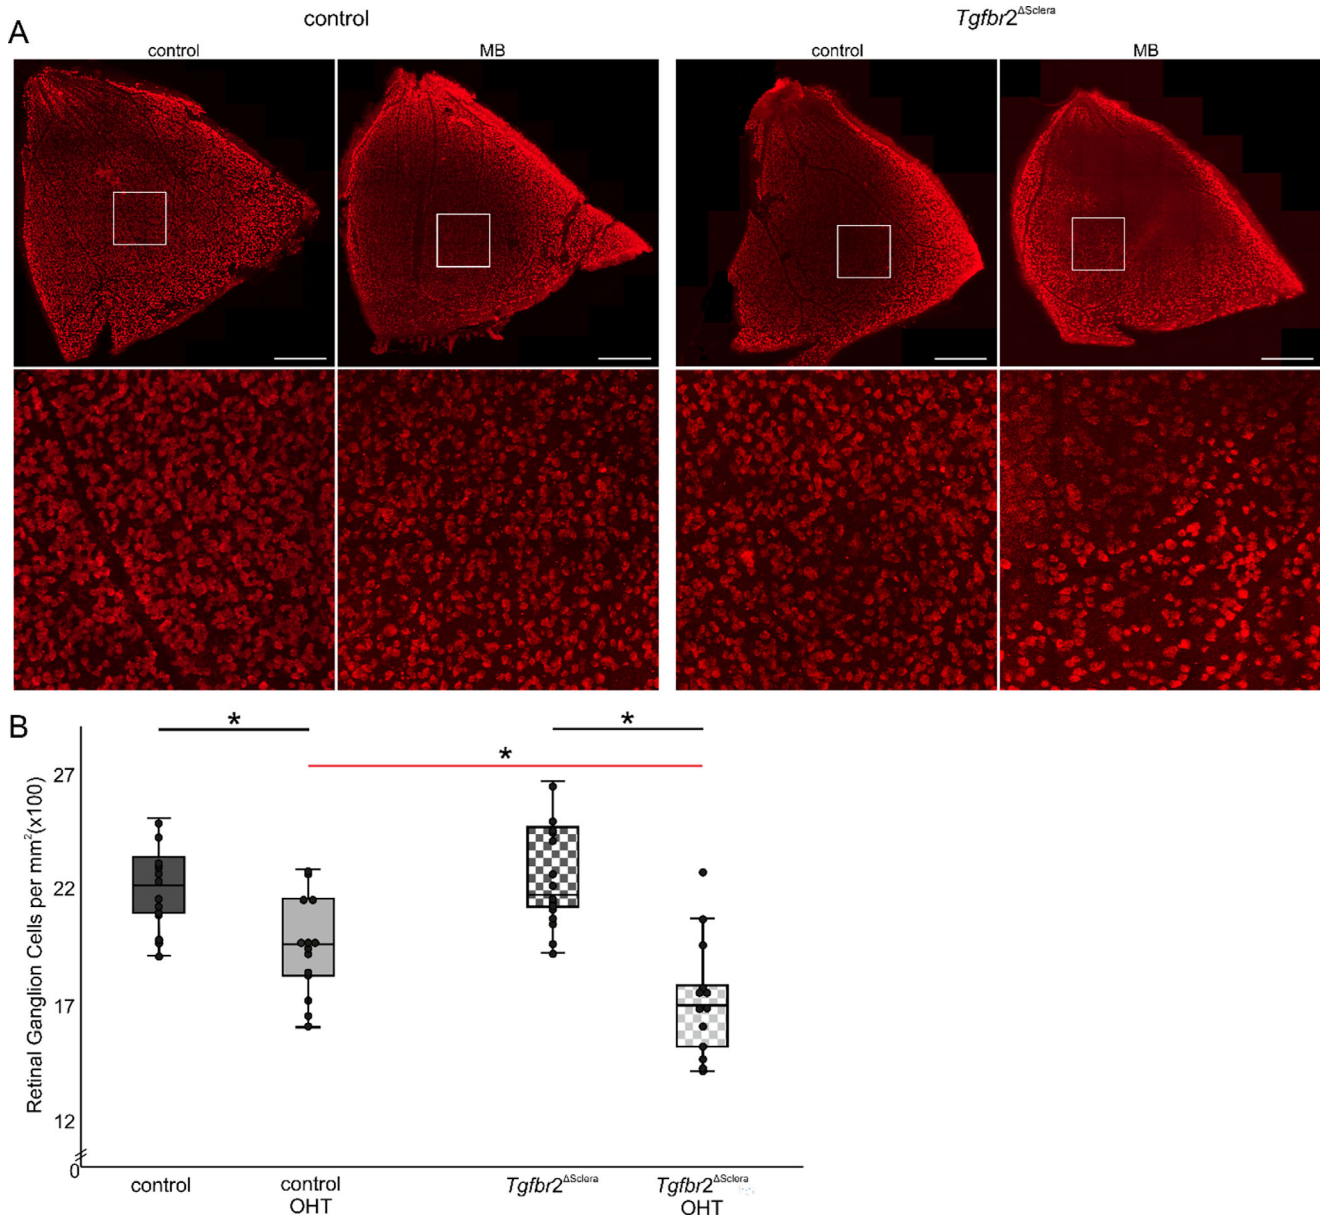 control Tgfbr2ΔSclera
A
control MB control MB
C
B
* *
*
Retinal Ganglion Cells per mm²(x100)
27
22
17
12
0
control control Tgfbr2ΔSclera Tgfbr2ΔSclera
OHT OHT